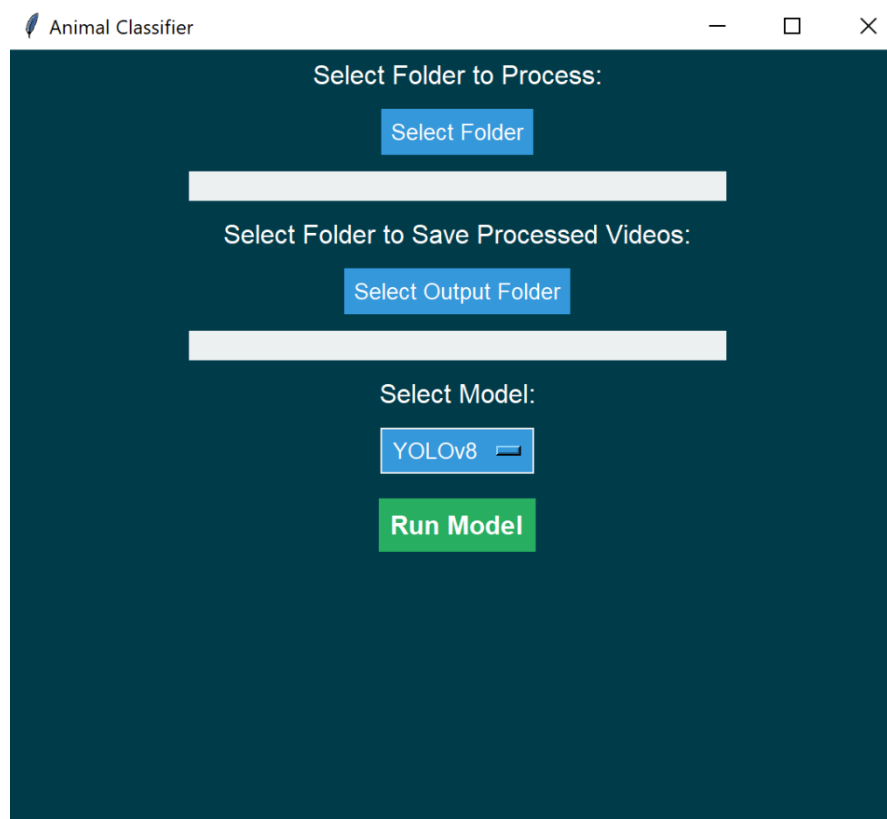 Animal Classifier
Select Folder to Process:
Select Folder
Select Folder to Save Processed Videos:
Select Output Folder
Select Model:
YOLOv8
Run Model